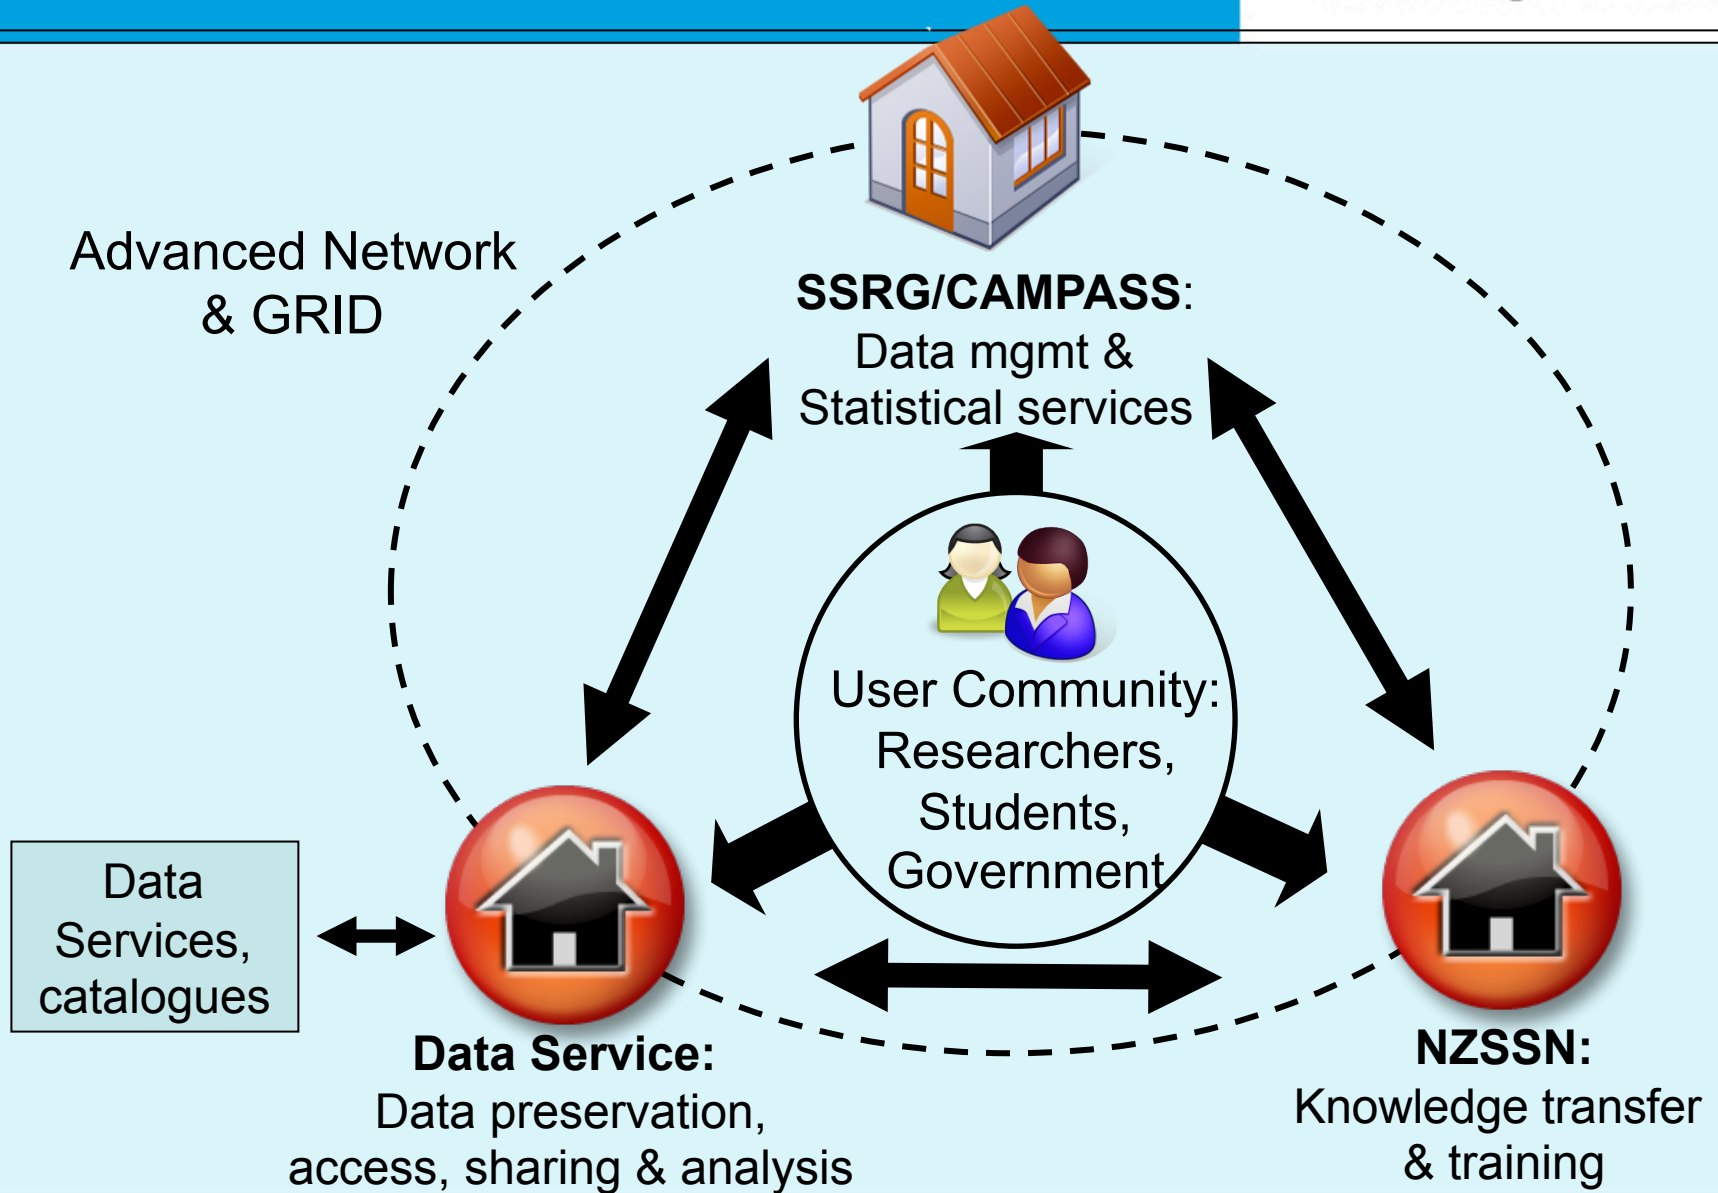 Advanced Network
& GRID
SSRG/CAMPASS:
Data mgmt &
Statistical services
User Community:
Researchers,
Students,
Government
Data
Services,
catalogues
Data Service:
Data preservation,
access, sharing & analysis
NZSSN:
Knowledge transfer
& training